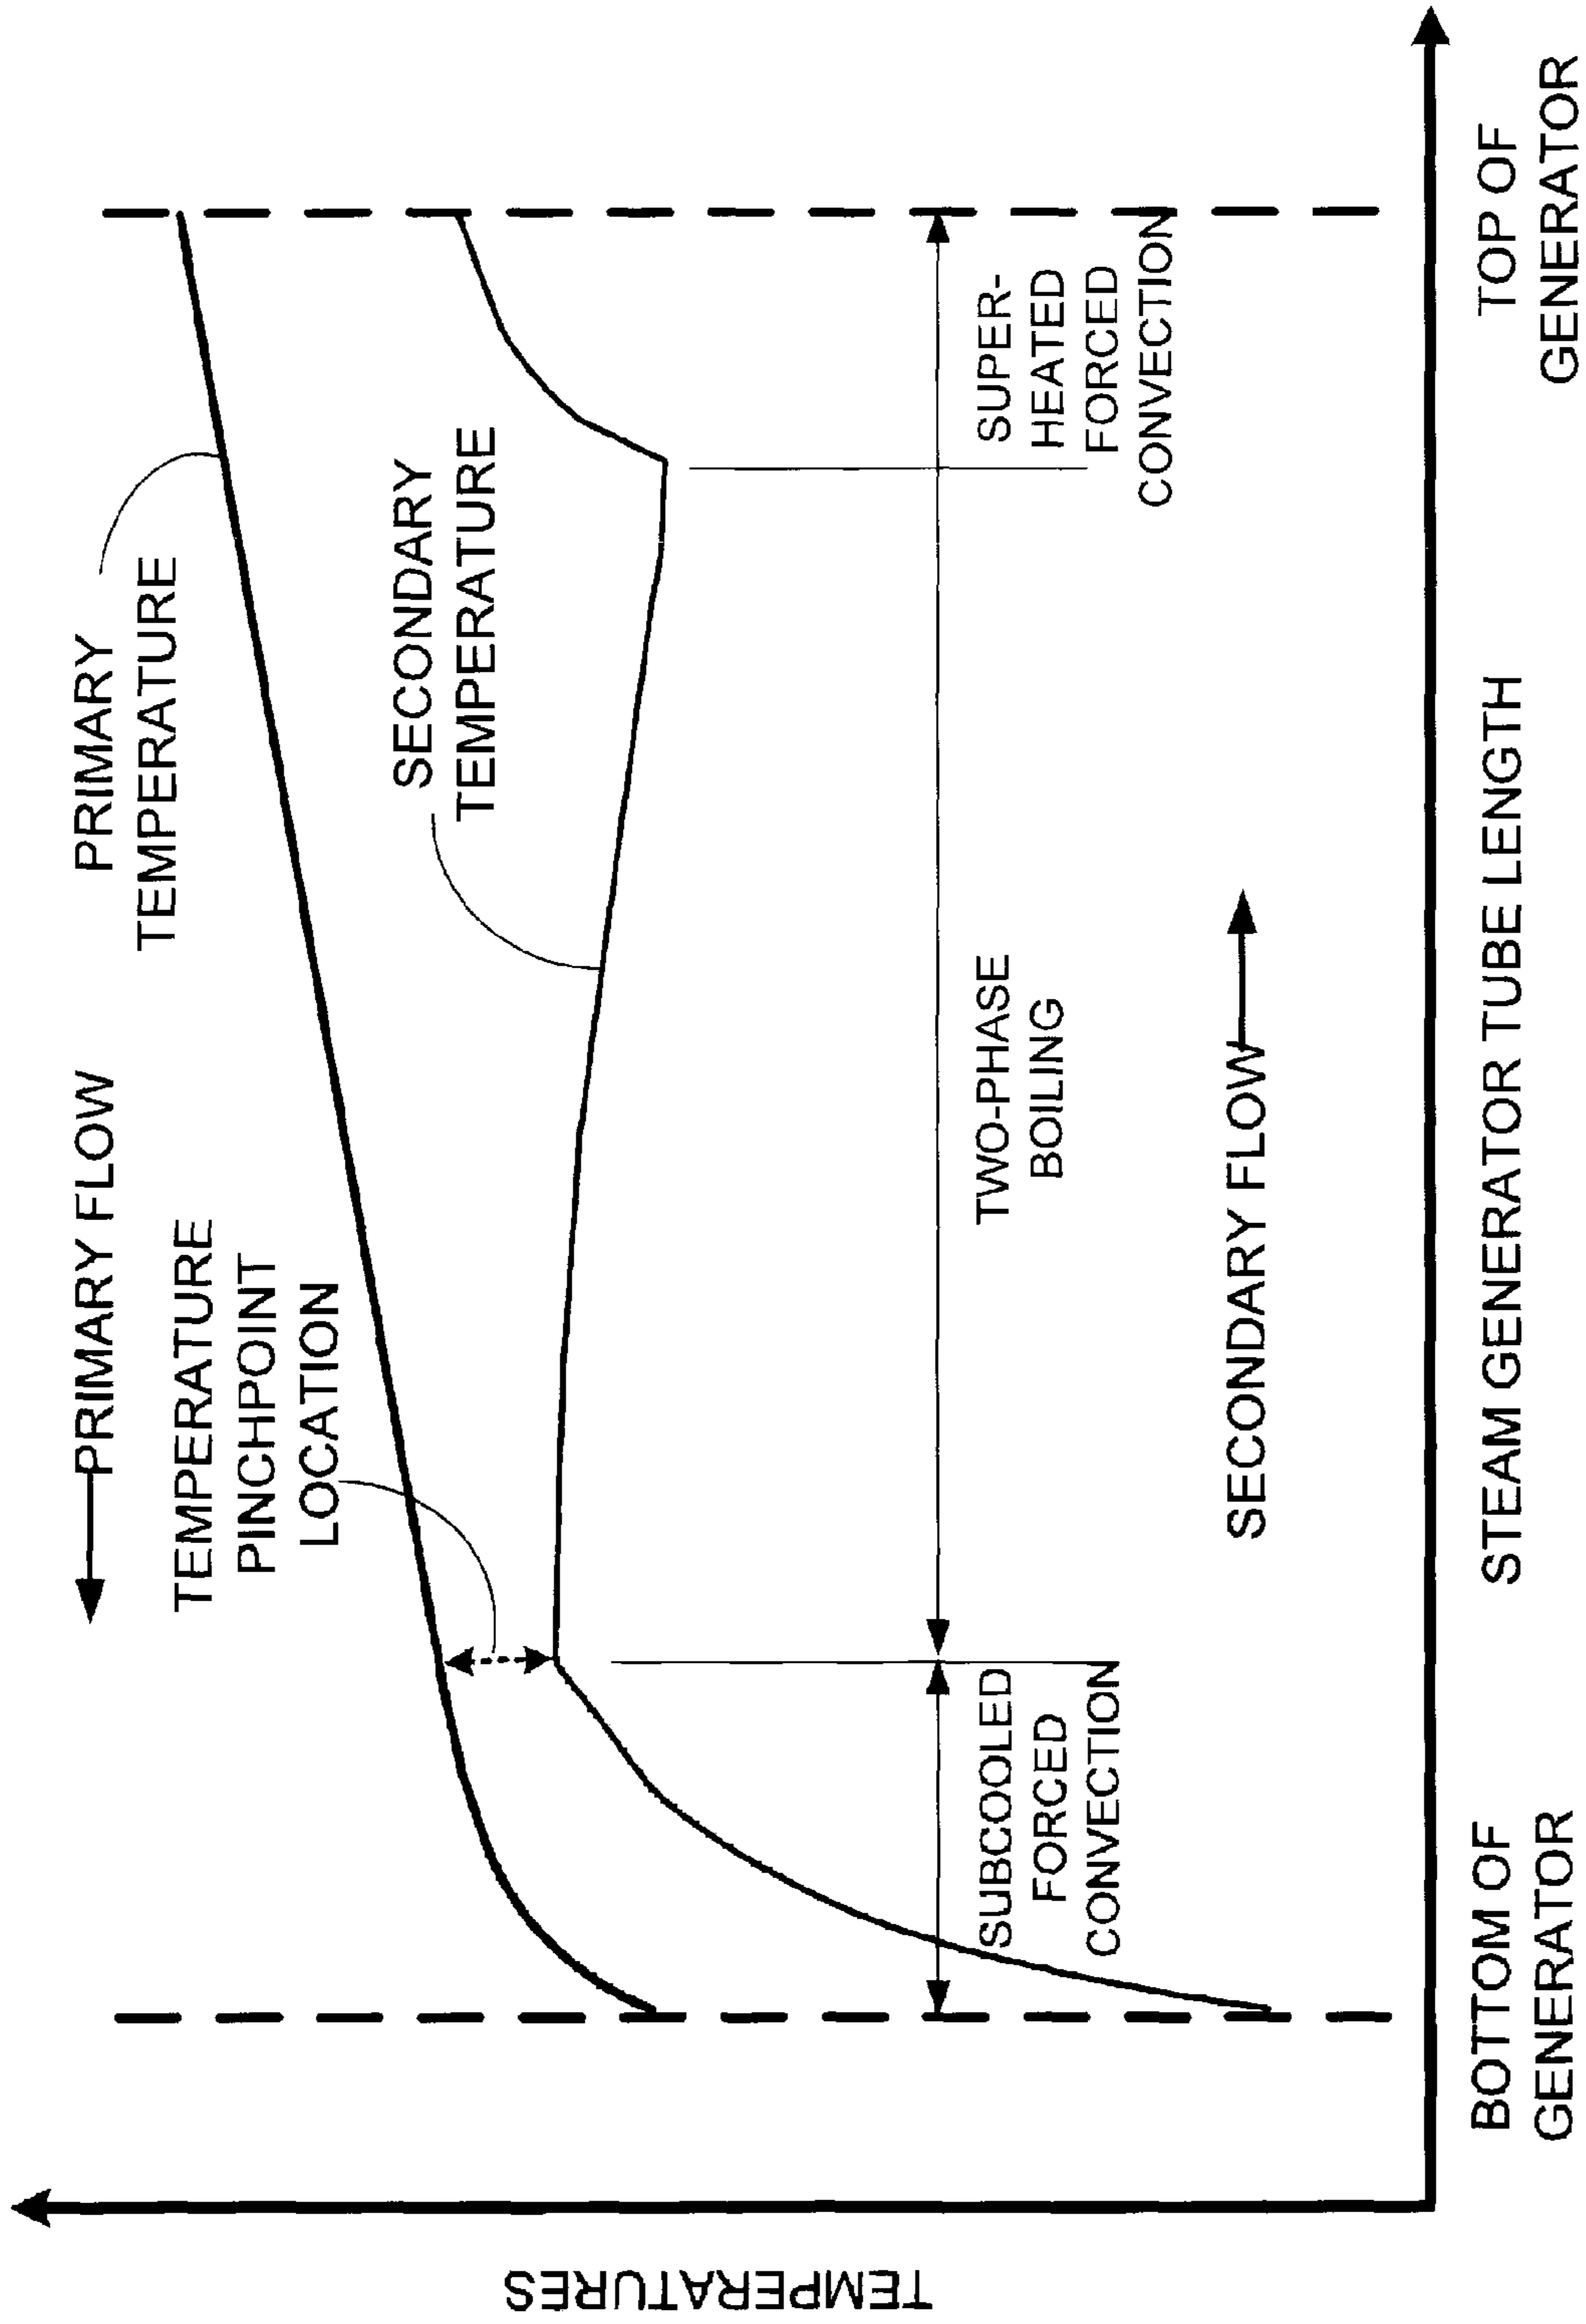 PRIMARY FLOW
PRIMARY
TEMPERATURE
TEMPERATURE
PINCHPOINT
LOCATION
SECONDARY
TEMPERATURE
SUBCOOLED
FORCED
CONVECTION
TWO-PHASE
BOILING
SUPER-
HEATED
FORCED
CONVECTION
SECONDARY FLOW
TEMPERATURES
BOTTOM OF
GENERATOR
STEAM GENERATOR TUBE LENGTH
TOP OF
GENERATOR